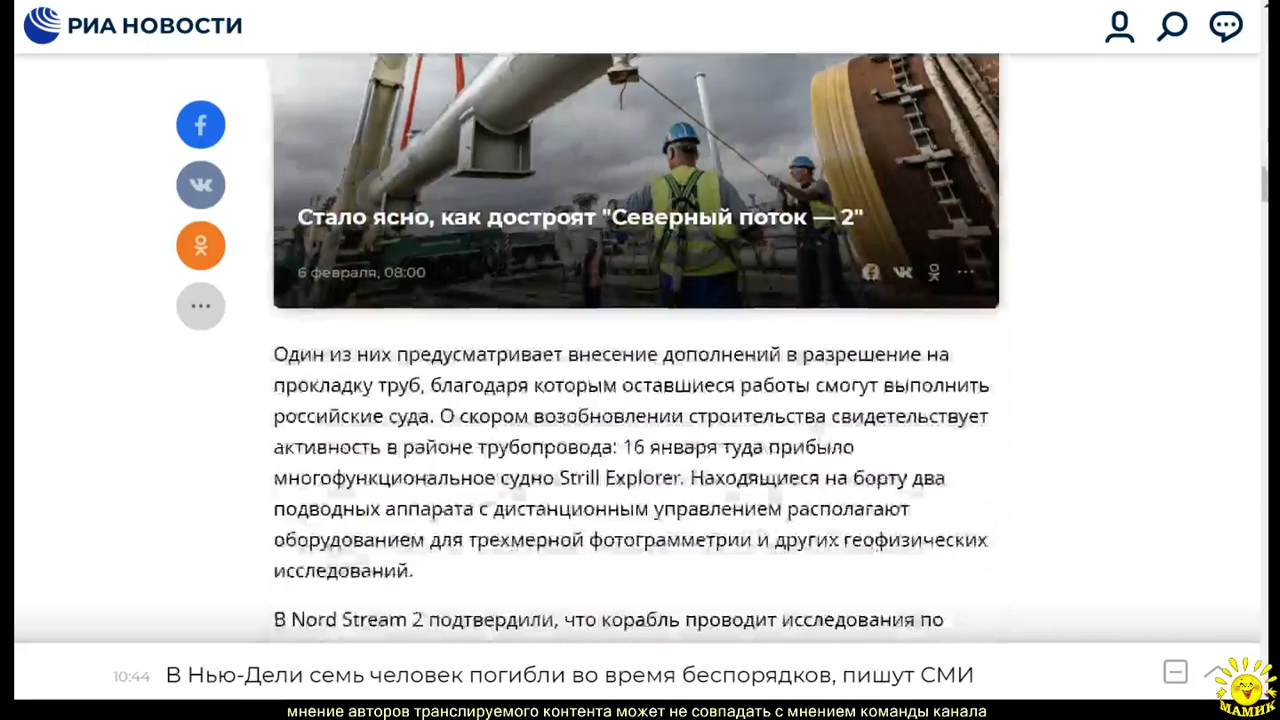 РИА НОВОСТИ
Стало ясно, как достроят "Северный поток — 2"
6 февраля, 08:00
Один из них предусматривает внесение дополнений в разрешение на
прокладку труб, благодаря которым оставшиеся работы смогут выполнить
российские суда. О скором возобновлении строительства свидетельствует
активность в районе трубопровода: 16 января туда прибыло
многофункциональное судно Strill Explorer. Находящиеся на борту два
подводных аппарата с дистанционным управлением располагают
оборудованием для трехмерной фотограмметрии и других геофизических
исследований.
В Nord Stream 2 подтвердили, что корабль проводит исследования по
10:44 В Нью-Дели семь человек погибли во время беспорядков, пишут СМИ
МАМИК
мнение авторов транслируемого контента может не совпадать с мнением команды канала